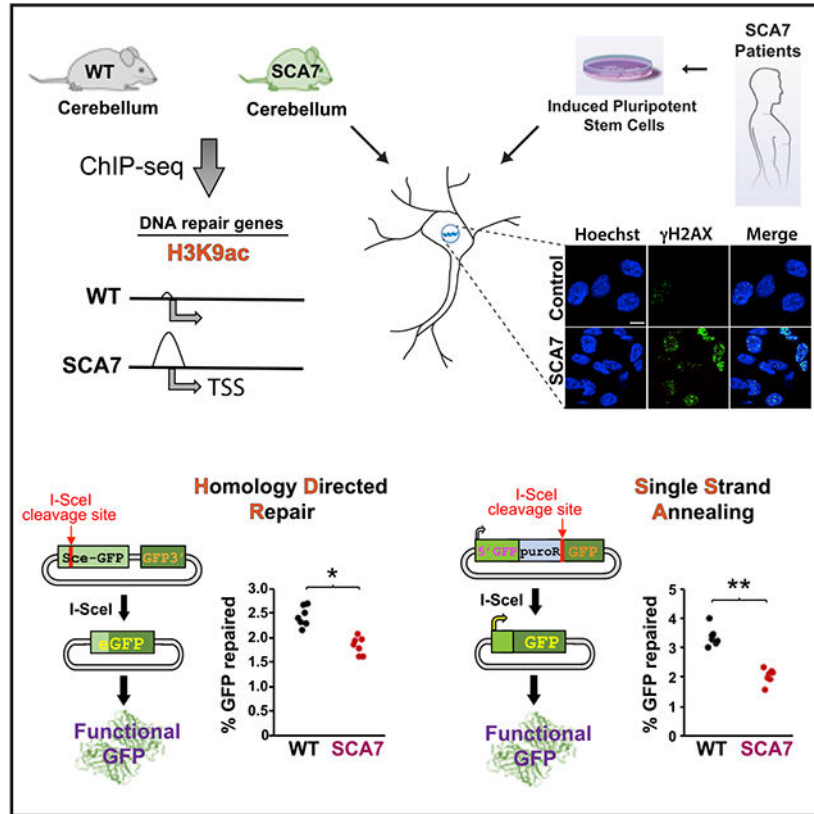 WT
Cerebellum
SCA7
Cerebellum
SCA7
Patients
Induced Pluripotent
Stem Cells
ChIP-seq
DNA repair genes
H3K9ac
WT
SCA7
TSS
Hoechst γH2AX Merge
Control
SCA7
I-SceI
cleavage site
Homology Directed
Repair
Sce-GFP GFP3'
I-SceI
eGFP
Functional
GFP
% GFP repaired
3.0
2.5
2.0
1.5
1.0
0.5
0
*
WT SCA7
I-SceI
cleavage site
Single Strand
Annealing
5'GFP puroR GFP
I-SceI
GFP
Functional
GFP
% GFP repaired
5
4
3
2
1
0
**
WT SCA7